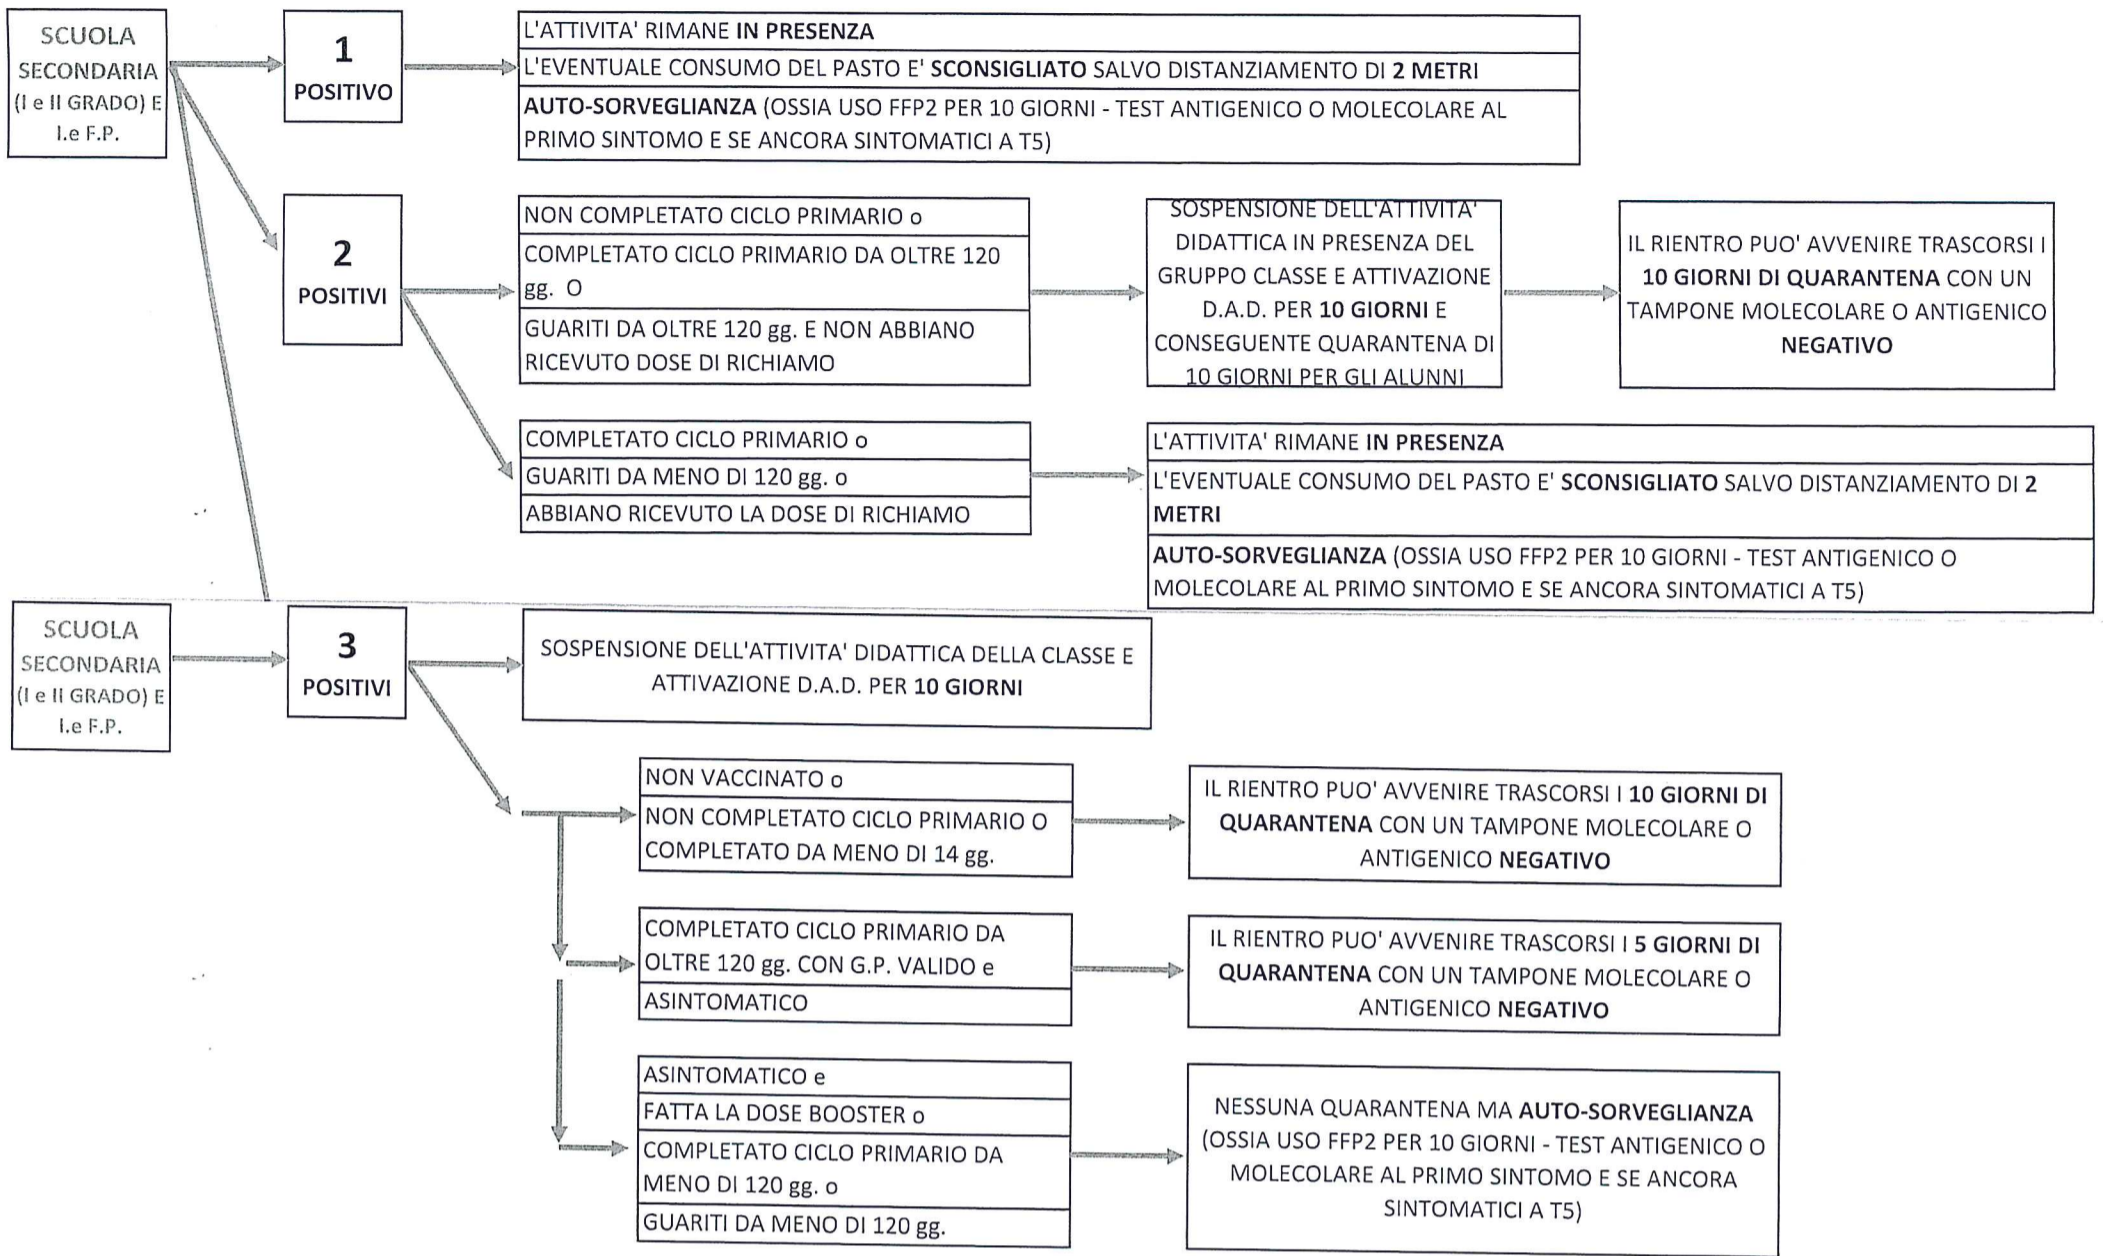 SCUOLA
SECONDARIA
(I e II GRADO) E
I.e F.P.
1
POSITIVO
L'ATTIVITA' RIMANE IN PRESENZA
L'EVENTUALE CONSUMO DEL PASTO E' SCONSIGLIATO SALVO DISTANZIAMENTO DI 2 METRI
AUTO-SORVEGLIANZA (OSSIA USO FFP2 PER 10 GIORNI - TEST ANTIGENICO O MOLECOLARE AL
PRIMO SINTOMO E SE ANCORA SINTOMATICI A T5)
2
POSITIVI
NON COMPLETATO CICLO PRIMARIO o
COMPLETATO CICLO PRIMARIO DA OLTRE 120
gg. O
GUARITI DA OLTRE 120 gg. E NON ABBIANO
RICEVUTO DOSE DI RICHIAMO
SOSPENSIONE DELL'ATTIVITA'
DIDATTICA IN PRESENZA DEL
GRUPPO CLASSE E ATTIVAZIONE
D.A.D. PER 10 GIORNI E
CONSEGUENTE QUARANTENA DI
10 GIORNI PER GLI ALUNNI
IL RIENTRO PUO' AVVENIRE TRASCORSI I
10 GIORNI DI QUARANTENA CON UN
TAMPONE MOLECOLARE O ANTIGENICO
NEGATIVO
COMPLETATO CICLO PRIMARIO o
GUARITI DA MENO DI 120 gg. o
ABBIANO RICEVUTO LA DOSE DI RICHIAMO
L'ATTIVITA' RIMANE IN PRESENZA
L'EVENTUALE CONSUMO DEL PASTO E' SCONSIGLIATO SALVO DISTANZIAMENTO DI 2
METRI
AUTO-SORVEGLIANZA (OSSIA USO FFP2 PER 10 GIORNI - TEST ANTIGENICO O
MOLECOLARE AL PRIMO SINTOMO E SE ANCORA SINTOMATICI A T5)
SCUOLA
SECONDARIA
(I e II GRADO) E
I.e F.P.
3
POSITIVI
SOSPENSIONE DELL'ATTIVITA' DIDATTICA DELLA CLASSE E
ATTIVAZIONE D.A.D. PER 10 GIORNI
NON VACCINATO o
NON COMPLETATO CICLO PRIMARIO O
COMPLETATO DA MENO DI 14 gg.
IL RIENTRO PUO' AVVENIRE TRASCORSI I 10 GIORNI DI
QUARANTENA CON UN TAMPONE MOLECOLARE O
ANTIGENICO NEGATIVO
COMPLETATO CICLO PRIMARIO DA
OLTRE 120 gg. CON G.P. VALIDO e
ASINTOMATICO
IL RIENTRO PUO' AVVENIRE TRASCORSI I 5 GIORNI DI
QUARANTENA CON UN TAMPONE MOLECOLARE O
ANTIGENICO NEGATIVO
ASINTOMATICO e
FATTA LA DOSE BOOSTER o
COMPLETATO CICLO PRIMARIO DA
MENO DI 120 gg. o
GUARITI DA MENO DI 120 gg.
NESSUNA QUARANTENA MA AUTO-SORVEGLIANZA
(OSSIA USO FFP2 PER 10 GIORNI - TEST ANTIGENICO O
MOLECOLARE AL PRIMO SINTOMO E SE ANCORA
SINTOMATICI A T5)